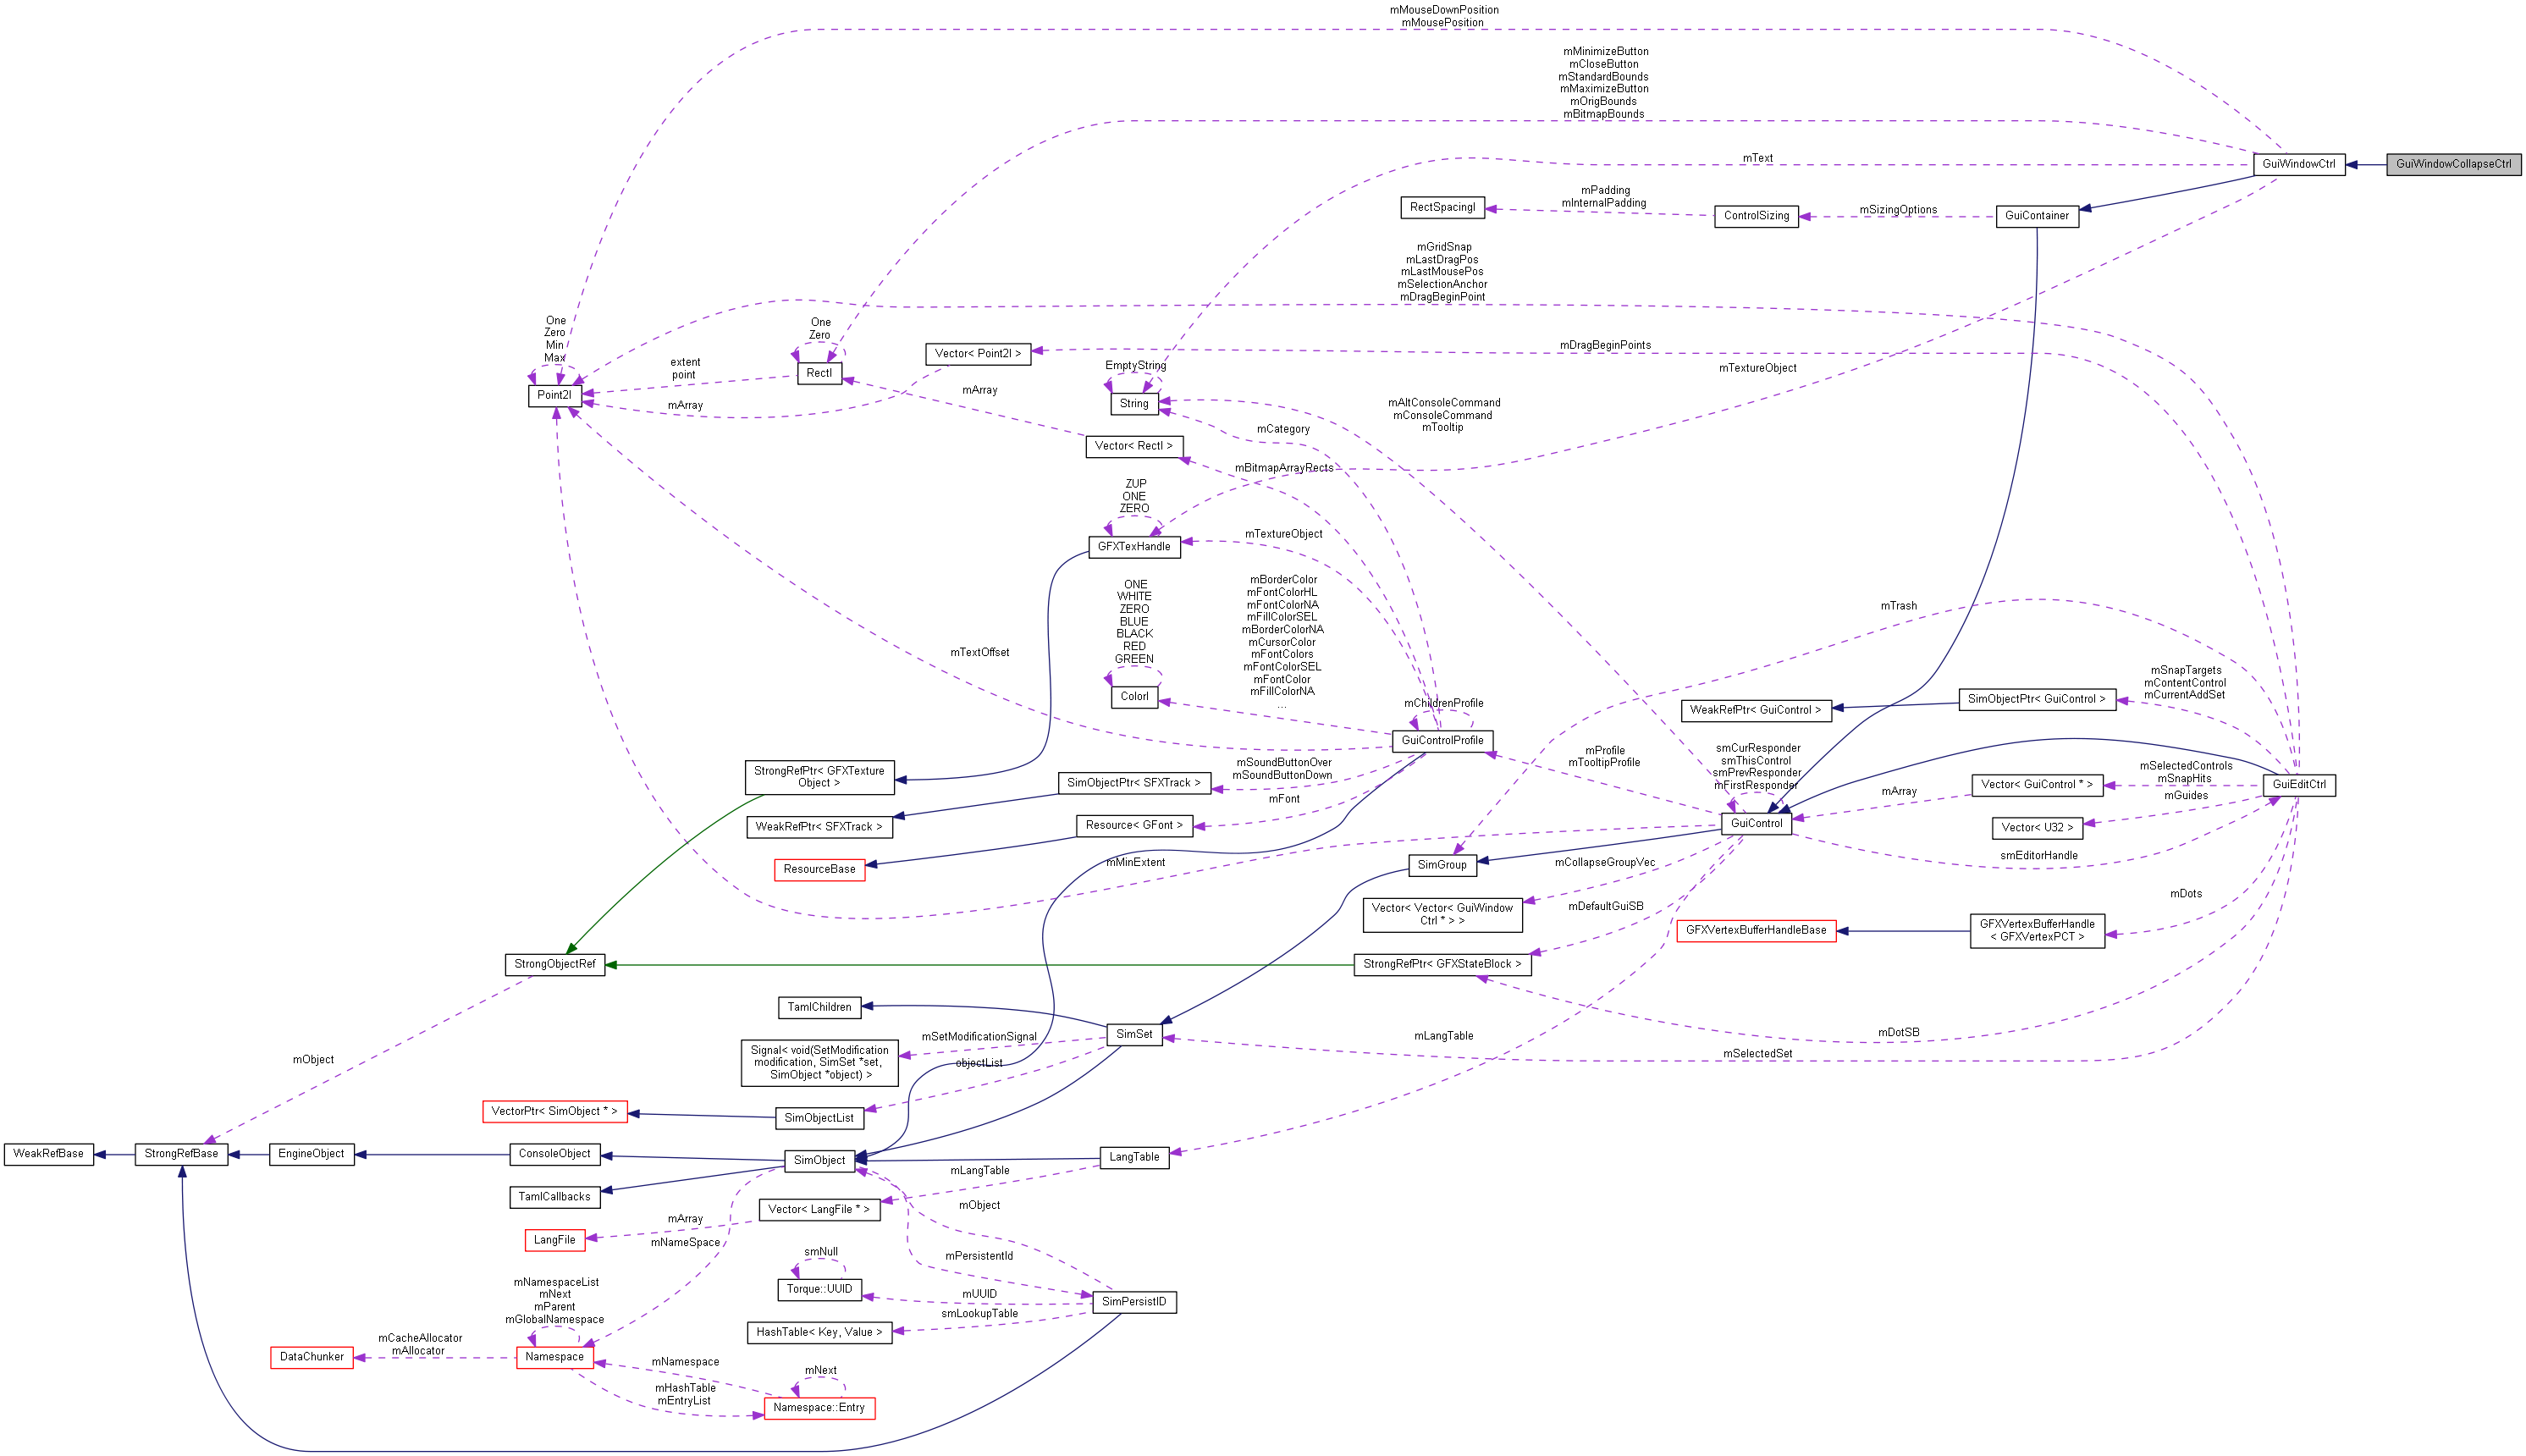 mMouseDownPosition
mMousePosition
mMinimizeButton
mCloseButton
mStandardBounds
mMaximizeButton
mOrigBounds
mBitmapBounds
mText
GuiWindowCtrl
GuiWindowCollapseCtrl
mPadding
mInternalPadding
RectSpacingI
ControlSizing
mSizingOptions
GuiContainer
mGridSnap
mLastDragPos
mLastMousePos
mSelectionAnchor
mDragBeginPoint
One
Zero
Min
Max
Point2I
extent
point
One
Zero
RectI
Vector< Point2I >
mArray
mArray
mDragBeginPoints
EmptyString
String
mTextureObject
mAltConsoleCommand
mConsoleCommand
mTooltip
mCategory
Vector< RectI >
mBitmapArrayRects
ZUP
ONE
ZERO
GFXTexHandle
mTextureObject
ONE
WHITE
ZERO
BLUE
BLACK
RED
GREEN
ColorI
mBorderColor
mFontColorHL
mFontColorNA
mFillColorSEL
mBorderColorNA
mCursorColor
mFontColors
mFontColorSEL
mFontColor
mFillColorNA
...
mTextOffset
mTrash
mChildrenProfile
GuiControlProfile
WeakRefPtr< GuiControl >
SimObjectPtr< GuiControl >
mSnapTargets
mContentControl
mCurrentAddSet
StrongRefPtr< GFXTexture
Object >
SimObjectPtr< SFXTrack >
mSoundButtonOver
mSoundButtonDown
mProfile
mTooltipProfile
smCurResponder
smThisControl
smPrevResponder
mFirstResponder
GuiControl
mArray
Vector< GuiControl * >
mSelectedControls
mSnapHits
mGuides
GuiEditCtrl
WeakRefPtr< SFXTrack >
Resource< GFont >
mFont
Vector< U32 >
ResourceBase
mMinExtent
SimGroup
mCollapseGroupVec
smEditorHandle
Vector< Vector< GuiWindow
Ctrl * > >
mDefaultGuiSB
mDots
GFXVertexBufferHandleBase
GFXVertexBufferHandle
< GFXVertexPCT >
StrongObjectRef
StrongRefPtr< GFXStateBlock >
TamlChildren
SimSet
mSetModificationSignal
mLangTable
mDotSB
mSelectedSet
Signal< void(SetModification
modification, SimSet *set,
SimObject *object) >
objectList
mObject
VectorPtr< SimObject * >
SimObjectList
WeakRefBase
StrongRefBase
EngineObject
ConsoleObject
SimObject
LangTable
TamlCallbacks
mLangTable
Vector< LangFile * >
mObject
LangFile
mArray
mNameSpace
smNull
mPersistentId
Torque::UUID
mUUID
SimPersistID
smLookupTable
HashTable< Key, Value >
mNamespaceList
mNext
mParent
mGlobalNamespace
mCacheAllocator
mAllocator
DataChunker
Namespace
mNamespace
mHashTable
mEntryList
mNext
Namespace::Entry